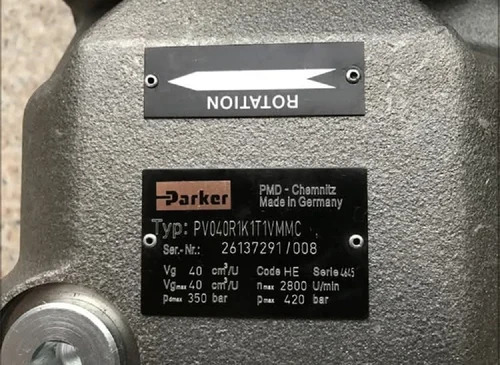 ROTATION
Parker
PMD - Chemnitz
Made in Germany
Typ: PV040R1K1T1VMMC
Ser.-Nr.: 26137291/008
Vg 40 cm³/U Code HE Serie 4645
Vgmax 40 cm³/U nmax 2800 U/min
pdmax 350 bar pmax 420 bar